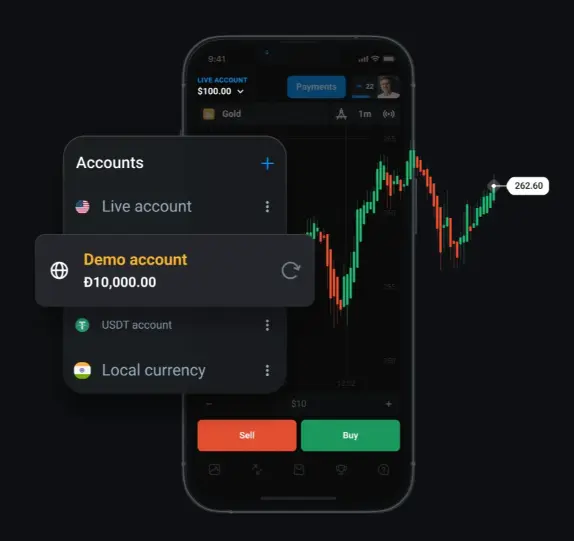 9:41
LIVE ACCOUNT
$100.00
Payments
22
Gold
1m
Accounts
Live account
Demo account
Đ10,000.00
USDT account
Local currency
262.60
$10
Sell
Buy